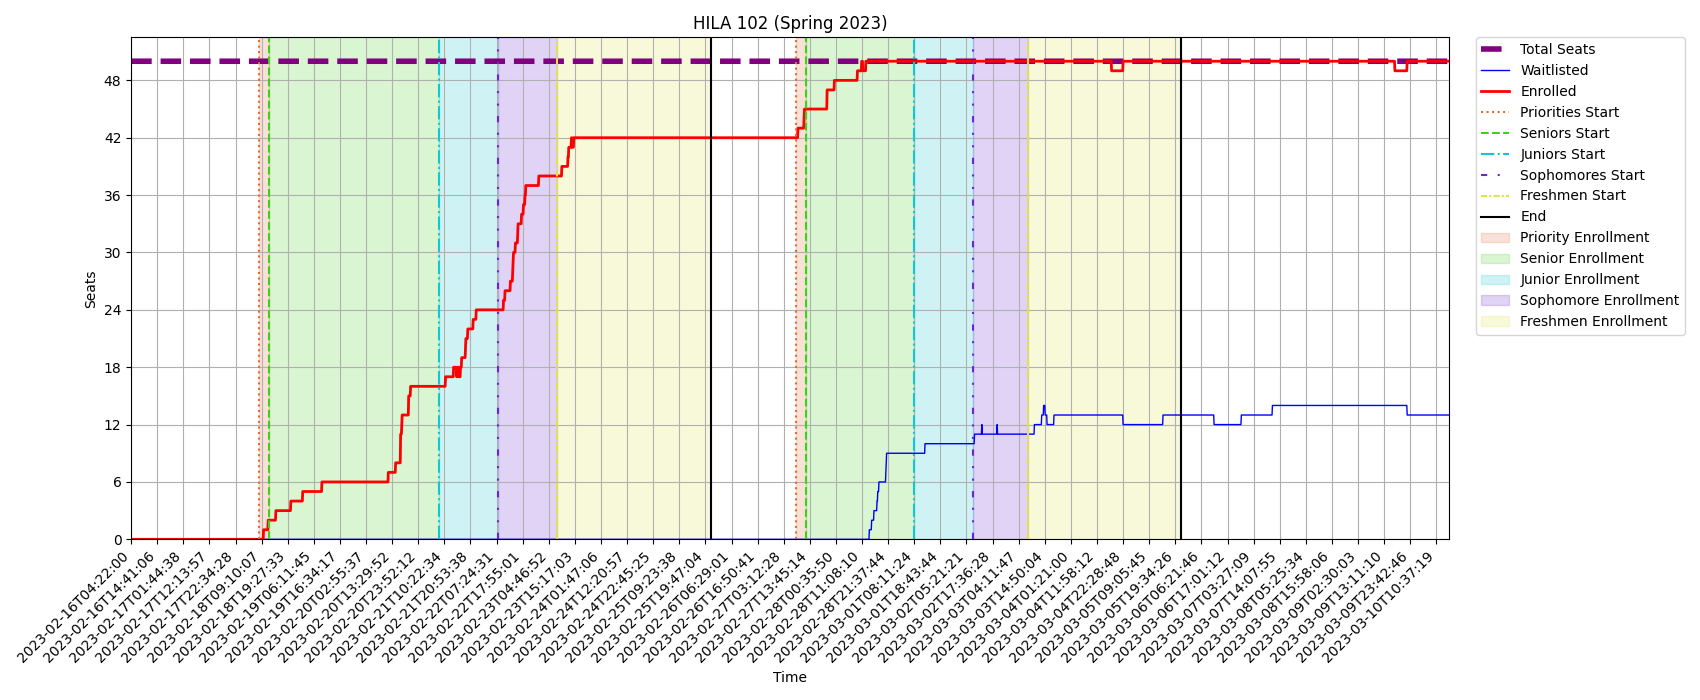 HILA 102 (Spring 2023)
Seats
48
42
36
30
24
18
12
6
0
2023-02-16T04:22:00
2023-02-16T14:41:06
2023-02-17T01:44:38
2023-02-17T12:13:57
2023-02-17T22:34:28
2023-02-18T09:10:07
2023-02-18T19:27:33
2023-02-19T06:11:45
2023-02-19T16:34:17
2023-02-20T02:55:37
2023-02-20T13:29:52
2023-02-20T23:52:12
2023-02-21T10:22:34
2023-02-21T20:53:38
2023-02-22T07:24:31
2023-02-22T17:55:01
2023-02-23T04:46:52
2023-02-23T15:17:03
2023-02-24T01:47:06
2023-02-24T12:20:57
2023-02-24T22:45:25
2023-02-25T09:23:38
2023-02-25T19:47:04
2023-02-26T06:29:01
2023-02-26T16:50:41
2023-02-27T03:12:28
2023-02-27T13:45:14
2023-02-28T00:35:50
2023-02-28T11:08:10
2023-02-28T21:37:44
2023-03-01T08:11:24
2023-03-01T18:43:44
2023-03-02T05:21:21
2023-03-02T17:36:28
2023-03-03T04:11:47
2023-03-03T14:50:04
2023-03-04T01:21:00
2023-03-04T11:58:12
2023-03-04T22:28:48
2023-03-05T09:05:45
2023-03-05T19:34:26
2023-03-06T06:21:46
2023-03-06T17:01:12
2023-03-07T03:27:09
2023-03-07T14:07:55
2023-03-08T05:25:34
2023-03-08T15:58:06
2023-03-09T02:30:03
2023-03-09T13:11:10
2023-03-09T23:42:46
2023-03-10T10:37:19
Time
Total Seats
Waitlisted
Enrolled
Priorities Start
Seniors Start
Juniors Start
Sophomores Start
Freshmen Start
End
Priority Enrollment
Senior Enrollment
Junior Enrollment
Sophomore Enrollment
Freshmen Enrollment